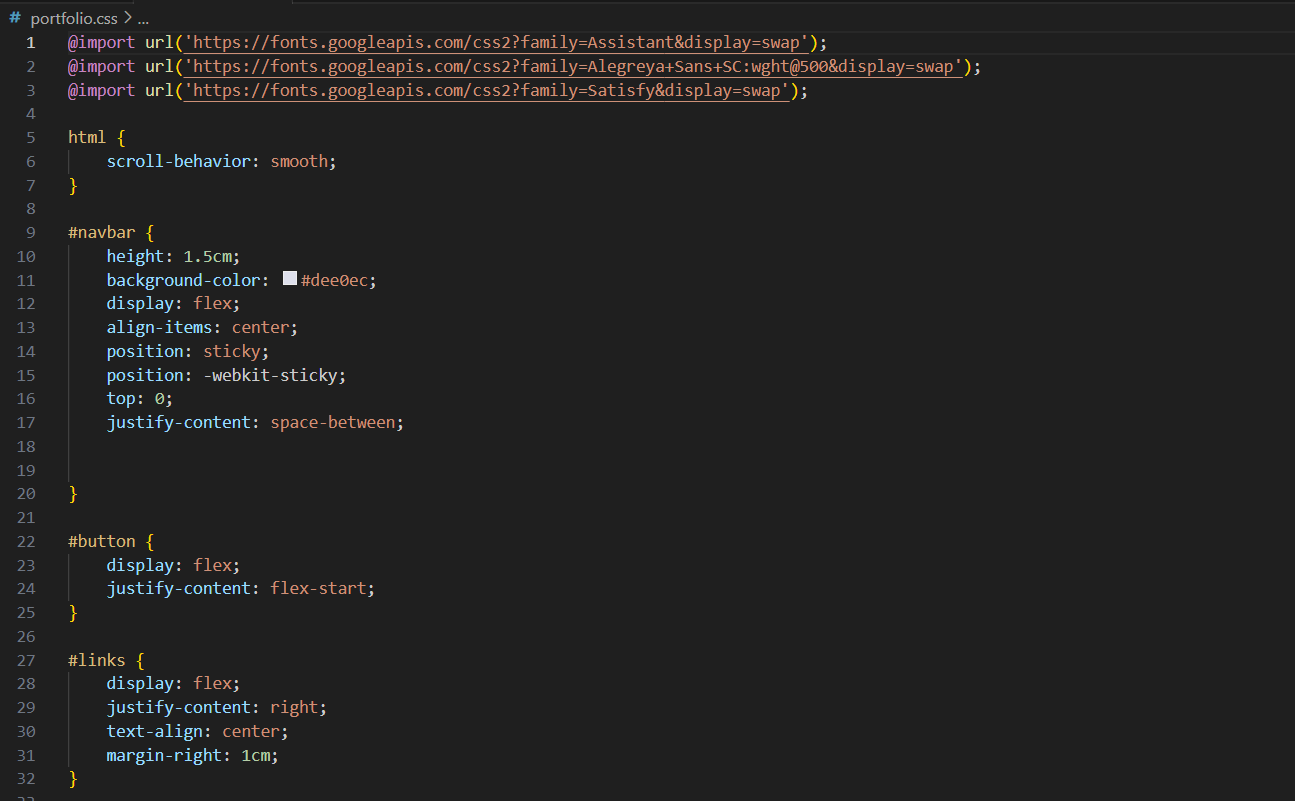 # portfolio.css > ...
1 @import url('https://fonts.googleapis.com/css2?family=Assistant&display=swap');
2 @import url('https://fonts.googleapis.com/css2?family=Alegreya+Sans+SC:wght@500&display=swap');
3 @import url('https://fonts.googleapis.com/css2?family=Satisfy&display=swap');
4
5 html {
6     scroll-behavior: smooth;
7 }
8
9 #navbar {
10     height: 1.5cm;
11     background-color: #dee0ec;
12     display: flex;
13     align-items: center;
14     position: sticky;
15     position: -webkit-sticky;
16     top: 0;
17     justify-content: space-between;
18
19
20 }
21
22 #button {
23     display: flex;
24     justify-content: flex-start;
25 }
26
27 #links {
28     display: flex;
29     justify-content: right;
30     text-align: center;
31     margin-right: 1cm;
32 }